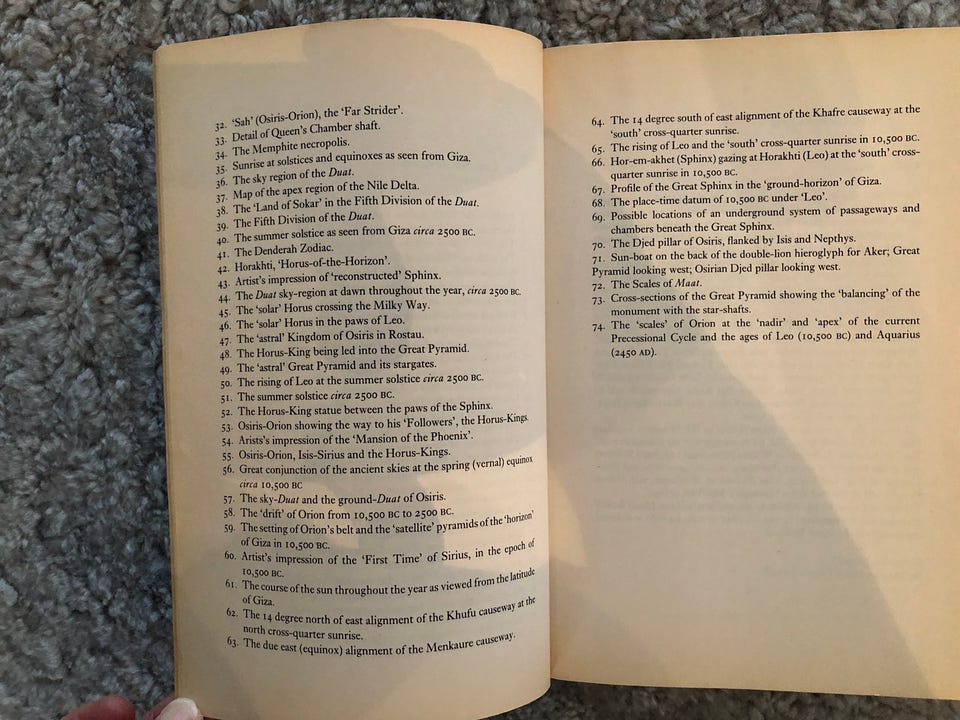 32. 'Sah' (Osiris-Orion), the 'Far Strider'.
33. Detail of Queen's Chamber shaft.
34. The Memphite necropolis.
35. Sunrise at solstices and equinoxes as seen from Giza.
36. The sky region of the Duat.
37. Map of the apex region of the Nile Delta.
38. The 'Land of Sokar' in the Fifth Division of the Duat.
39. The Fifth Division of the Duat.
40. The summer solstice as seen from Giza circa 2500 BC.
41. The Denderah Zodiac.
42. Horakhti, 'Horus-of-the-Horizon'.
43. Artist's impression of 'reconstructed' Sphinx.
44. The Duat sky-region at dawn throughout the year, circa 2500 BC.
45. The 'solar' Horus crossing the Milky Way.
46. The 'solar' Horus in the paws of Leo.
47. The 'astral' Kingdom of Osiris in Rostau.
48. The Horus-King being led into the Great Pyramid.
49. The 'astral' Great Pyramid and its stargates.
50. The rising of Leo at the summer solstice circa 2500 BC.
51. The summer solstice circa 2500 BC.
52. The Horus-King statue between the paws of the Sphinx.
53. Osiris-Orion showing the way to his 'Followers', the Horus-Kings.
54. Arists's impression of the 'Mansion of the Phoenix'.
55. Osiris-Orion, Isis-Sirius and the Horus-Kings.
56. Great conjunction of the ancient skies at the spring (vernal) equinox
circa 10,500 BC
57. The sky-Duat and the ground-Duat of Osiris.
58. The 'drift' of Orion from 10,500 BC to 2500 BC.
59. The setting of Orion's belt and the 'satellite' pyramids of the 'horizon'
of Giza in 10,500 BC.
60. Artist's impression of the 'First Time' of Sirius, in the epoch of
10,500 BC.
61. The course of the sun throughout the year as viewed from the latitude
of Giza.
62. The 14 degree north of east alignment of the Khufu causeway at the
north cross-quarter sunrise.
63. The due east (equinox) alignment of the Menkaure causeway.
64. The 14 degree south of east alignment of the Khafre causeway at the
'south' cross-quarter sunrise.
65. The rising of Leo and the 'south' cross-quarter sunrise in 10,500 BC.
66. Hor-em-akhet (Sphinx) gazing at Horakhti (Leo) at the 'south' cross-
quarter sunrise in 10,500 BC.
67. Profile of the Great Sphinx in the 'ground-horizon' of Giza.
68. The place-time datum of 10,500 BC under 'Leo'.
69. Possible locations of an underground system of passageways and
chambers beneath the Great Sphinx.
70. The Djed pillar of Osiris, flanked by Isis and Nepthys.
71. Sun-boat on the back of the double-lion hieroglyph for Aker; Great
Pyramid looking west; Osirian Djed pillar looking west.
72. The Scales of Maat.
73. Cross-sections of the Great Pyramid showing the 'balancing' of the
monument with the star-shafts.
74. The 'scales' of Orion at the 'nadir' and 'apex' of the current
Precessional Cycle and the ages of Leo (10,500 BC) and Aquarius
(2450 AD).